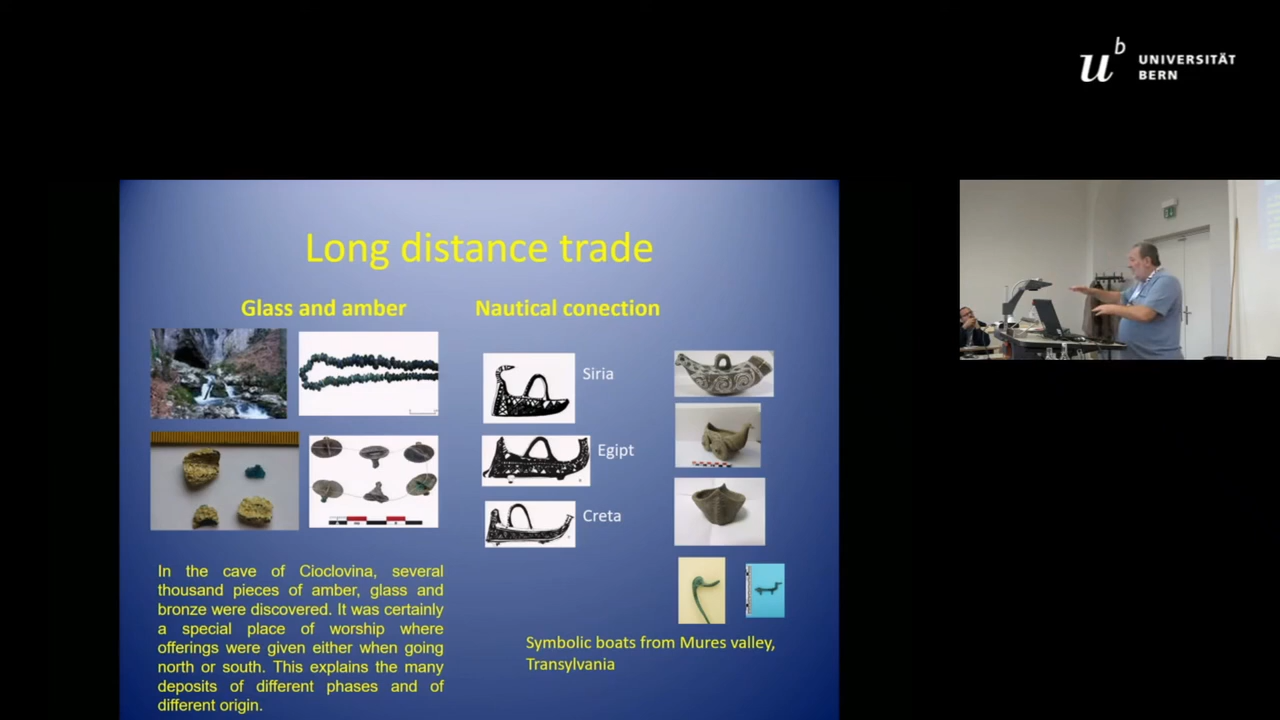 u^b
UNIVERSITÄT
BERN
Long distance trade
Glass and amber
Nautical conection
Siria
Egipt
Creta
In the cave of Cioclovina, several
thousand pieces of amber, glass and
bronze were discovered. It was certainly
a special place of worship where
offerings were given either when going
north or south. This explains the many
deposits of different phases and of
different origin.
Symbolic boats from Mures valley,
Transylvania